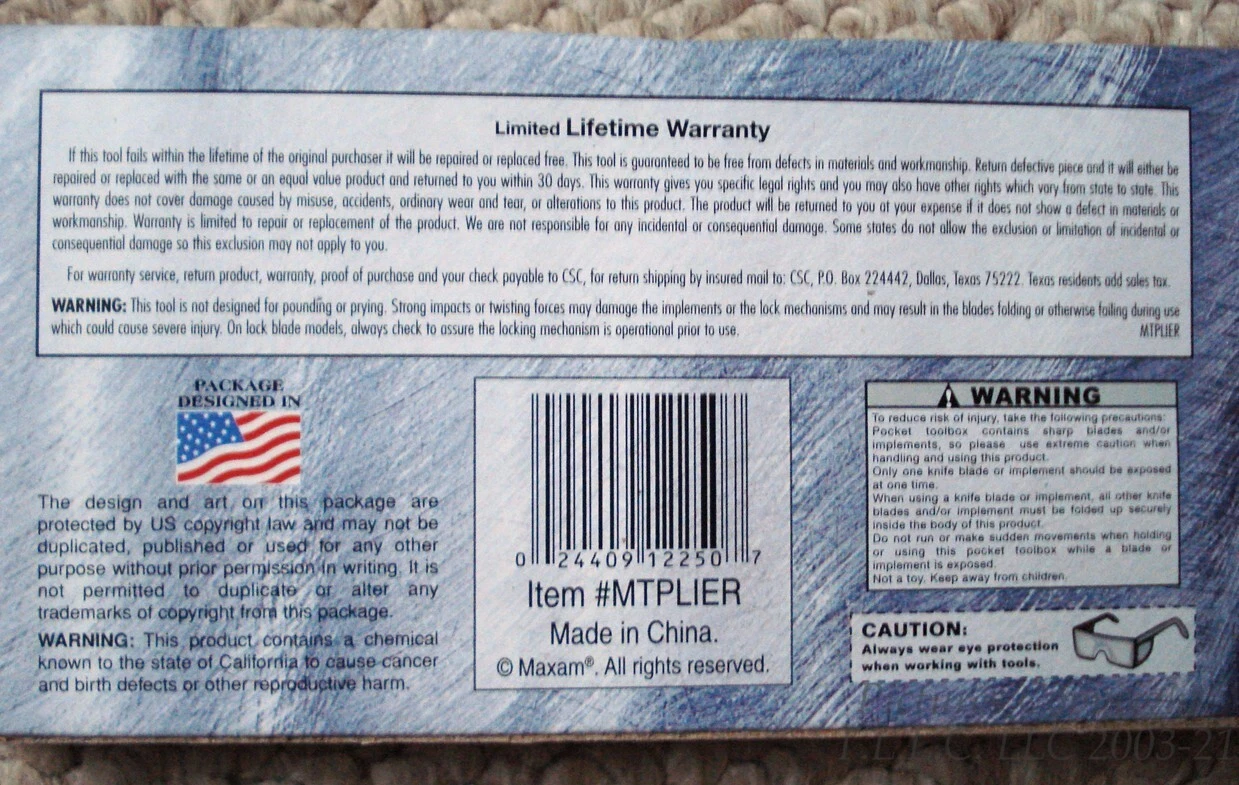 Limited Lifetime Warranty
If this tool fails within the lifetime of the original purchaser it will be repaired or replaced free. This tool is guaranteed to be free from defects in materials and workmanship. Return defective piece and it will either be
repaired or replaced with the same or an equal value product and returned to you within 30 days. This warranty gives you specific legal rights and you may also have other rights which vary from state to state. This
warranty does not cover damage caused by misuse, accidents, ordinary wear and tear, or alterations to this product. The product will be returned to you at your expense if it does not show a defect in materials or
workmanship. Warranty is limited to repair or replacement of the product. We are not responsible for any incidental or consequential damage. Some states do not allow the exclusion or limitation of incidental or
consequential damage so this exclusion may not apply to you.
For warranty service, return product, warranty, proof of purchase and your check payable to CSC, for return shipping by insured mail to: CSC, P.O. Box 224442, Dallas, Texas 75222. Texas residents add sales tax.
WARNING: This tool is not designed for pounding or prying. Strong impacts or twisting forces may damage the implements or the lock mechanisms and may result in the blades folding or otherwise failing during use
which could cause severe injury. On lock blade models, always check to assure the locking mechanism is operational prior to use.
MTPLIER
PACKAGE
DESIGNED IN
The design and art on this package are
protected by US copyright law and may not be
duplicated, published or used for any other
purpose without prior permission in writing. It is
not permitted to duplicate or alter any
trademarks of copyright from this package.
WARNING: This product contains a chemical
known to the state of California to cause cancer
and birth defects or other reproductive harm.
0 24409 12250 7
Item #MTPLIER
Made in China.
© Maxam®. All rights reserved.
WARNING
To reduce risk of injury, take the following precautions:
Pocket toolbox contains sharp blades and/or
implements, so please use extreme caution when
handling and using this product.
Only one knife blade or implement should be exposed
at one time.
When using a knife blade or implement, all other knife
blades and/or implement must be folded up securely
inside the body of this product.
Do not run or make sudden movements when holding
or using this pocket toolbox while a blade or
implement is exposed.
Not a toy. Keep away from children.
CAUTION:
Always wear eye protection
when working with tools.
LLC 2003-21